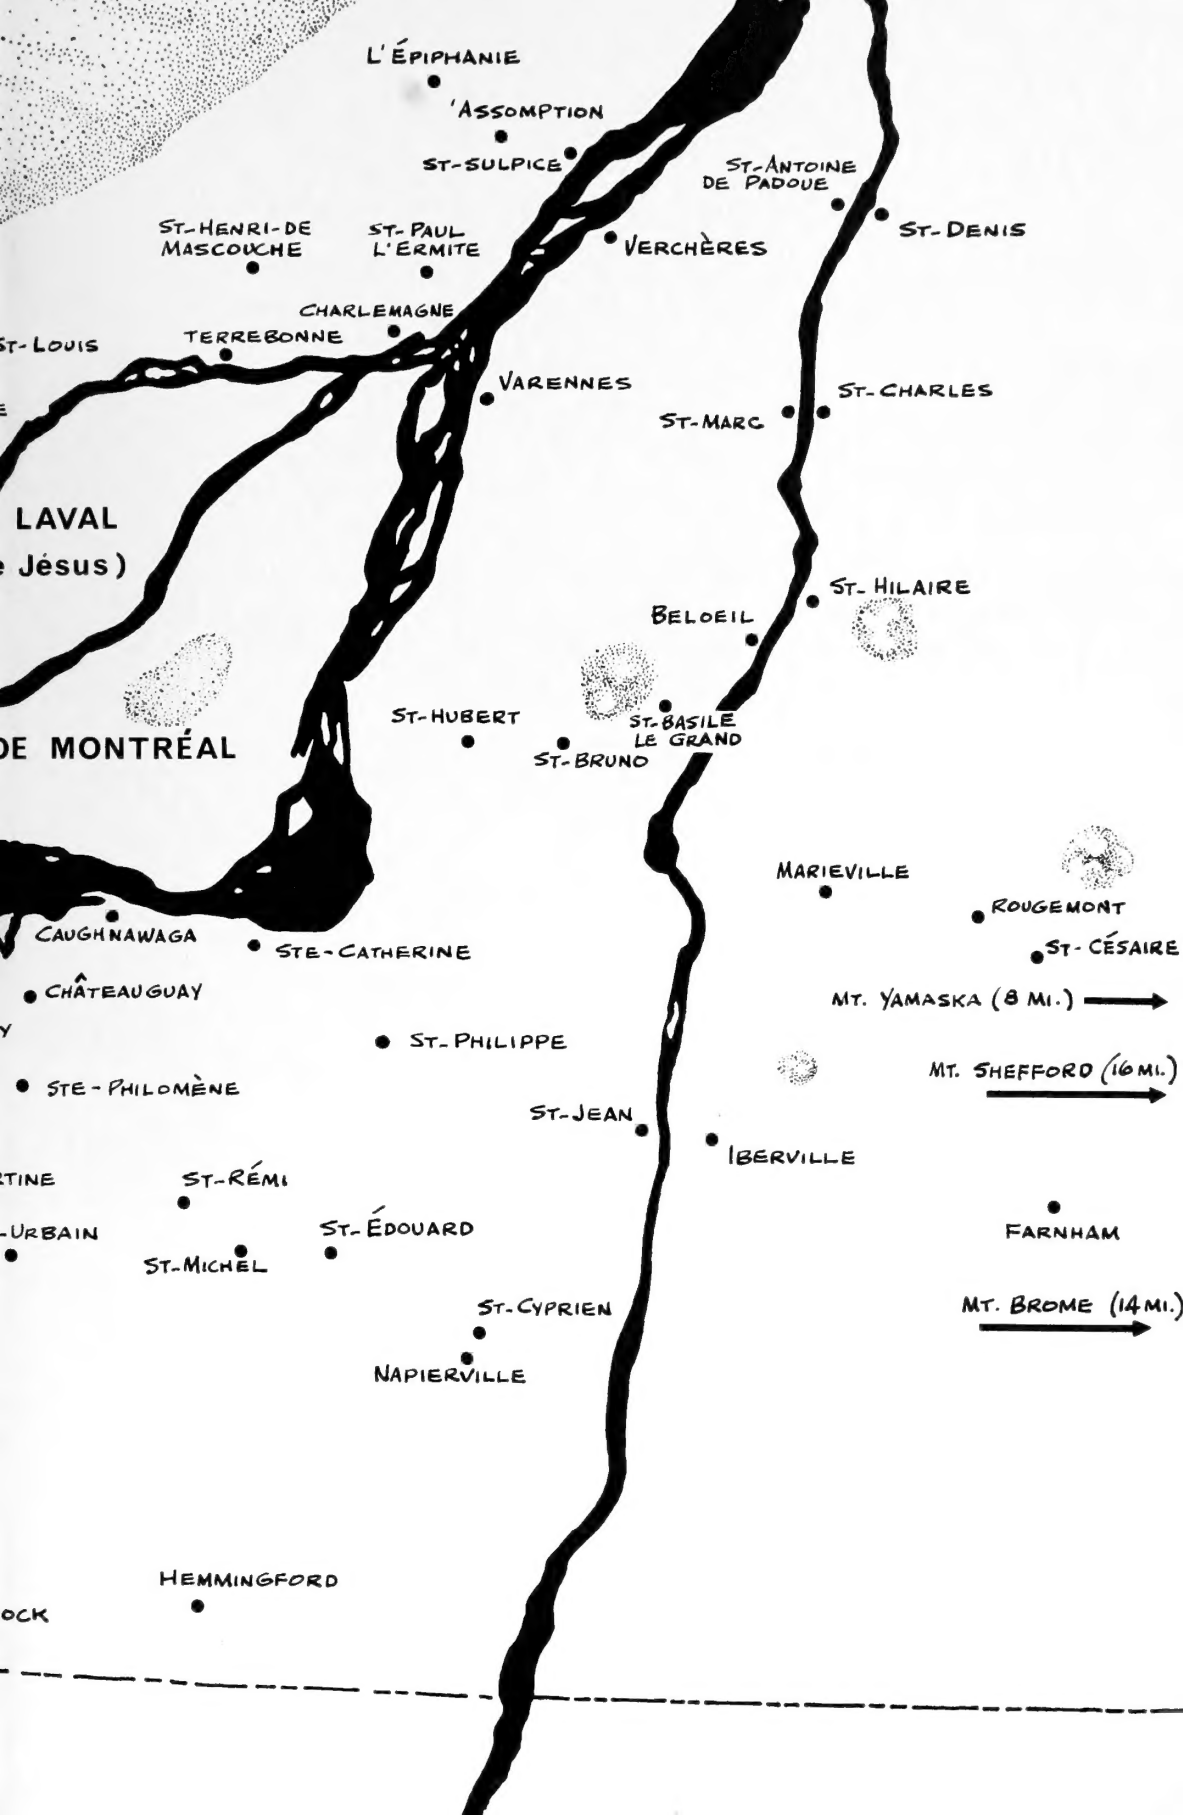 L'ÉPIPHANIE
'ASSOMPTION
ST-SULPICE
ST-ANTOINE
DE PADOUE
ST-DENIS
ST-HENRI-DE
MASCOUCHE
ST-PAUL
L'ERMITE
VERCHÈRES
CHARLEMAGNE
TERREBONNE
ST-LOUIS
VARENNES
ST-CHARLES
E
ST-MARC
LAVAL
e Jésus)
ST-HILAIRE
BELOEIL
ST-HUBERT
ST-BASILE
LE GRAND
DE MONTRÉAL
ST-BRUNO
MARIEVILLE
ROUGEMONT
CAUGHNAWAGA
STE-CATHERINE
ST-CÉSAIRE
CHÂTEAUGUAY
MT. YAMASKA (8 MI.)
Y
ST-PHILIPPE
MT. SHEFFORD (16 MI.)
STE-PHILOMÈNE
ST-JEAN
IBERVILLE
RTINE
ST-RÉMI
-URBAIN
ST-ÉDOUARD
FARNHAM
ST-MICHEL
ST-CYPRIEN
MT. BROME (14 MI.)
NAPIERVILLE
HEMMINGFORD
OCK